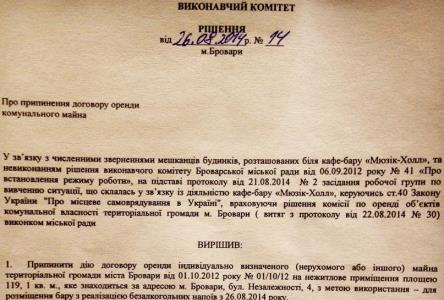 ВИКОНАВЧИЙ КОМІТЕТ
РІШЕННЯ
від 26.08.2014 р. № 14
м.Бровари
Про припинення договору оренди
комунального майна
У зв'язку з численними зверненнями мешканців будинків, розташованих біля кафе-бару «Мюзік-Холл», та
невиконанням рішення виконавчого комітету Броварської міської ради від 06.09.2012 року № 41 «Про
встановлення режиму роботи», на підставі протоколу від 21.08.2014 № 2 засідання робочої групи по
вивченню ситуації, що склалась у зв'язку із діяльністю кафе-бару, керуючись ст.40 Закону
України "Про місцеве самоврядування в Україні", враховуючи рішення комісії по оренді об'єктів
комунальної власності територіальної громади м. Бровари ( витяг з протоколу від 22.08.2014 № 30)
виконком міської ради
ВИРІШИВ:
1. Припинити дію договору оренди індивідуально визначеного (нерухомого або іншого) майна
територіальної громади міста Бровари від 01.10.2012 року № 01/10/12 на нежитлове приміщення площею
119, 1 кв. м., яке знаходиться за адресою м. Бровари, бул. Незалежності, 4, з метою використання – для
розміщення бару з реалізацією безалкогольних напоїв з 26.08.2014 року.